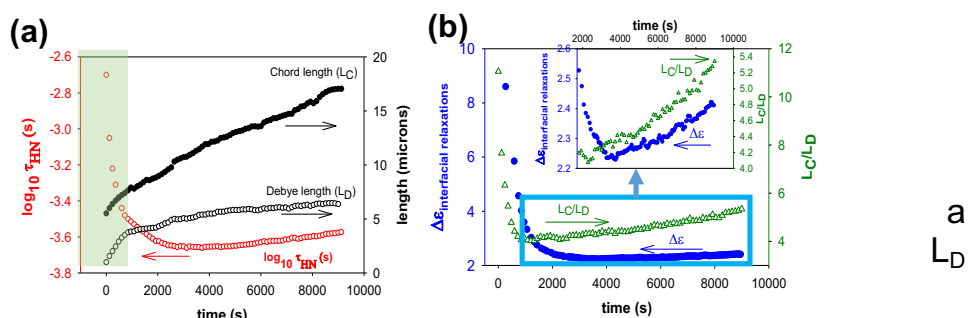 (a)
-2.6
-2.8
-3.0
-3.2
-3.4
-3.6
-3.8
log10 τHN (s)
20
15
10
5
0
length (microns)
Chord length (LC)
Debye length (LD)
log10 τHN (s)
0 2000 4000 6000 8000 10000
time (s)
(b)
10
8
6
4
2
Δεinterfacial relaxations
12
10
8
6
4
LC/LD
time (s)
2000 4000 6000 8000 10000
2.6
2.5
2.4
2.3
2.2
Δεinterfacial relaxations
5.4
5.2
5.0
4.8
4.6
4.4
4.2
4.0
LC/LD
LC/LD
Δε
LC/LD
Δε
0 2000 4000 6000 8000 10000
time (s)
a
LD